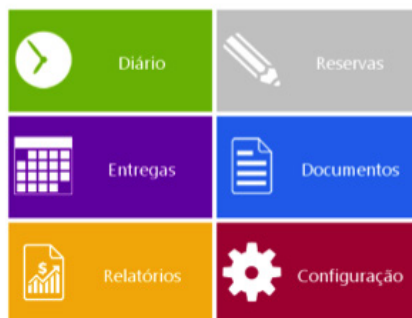 Diário
Reservas
Entregas
Documentos
Relatórios
Configuração